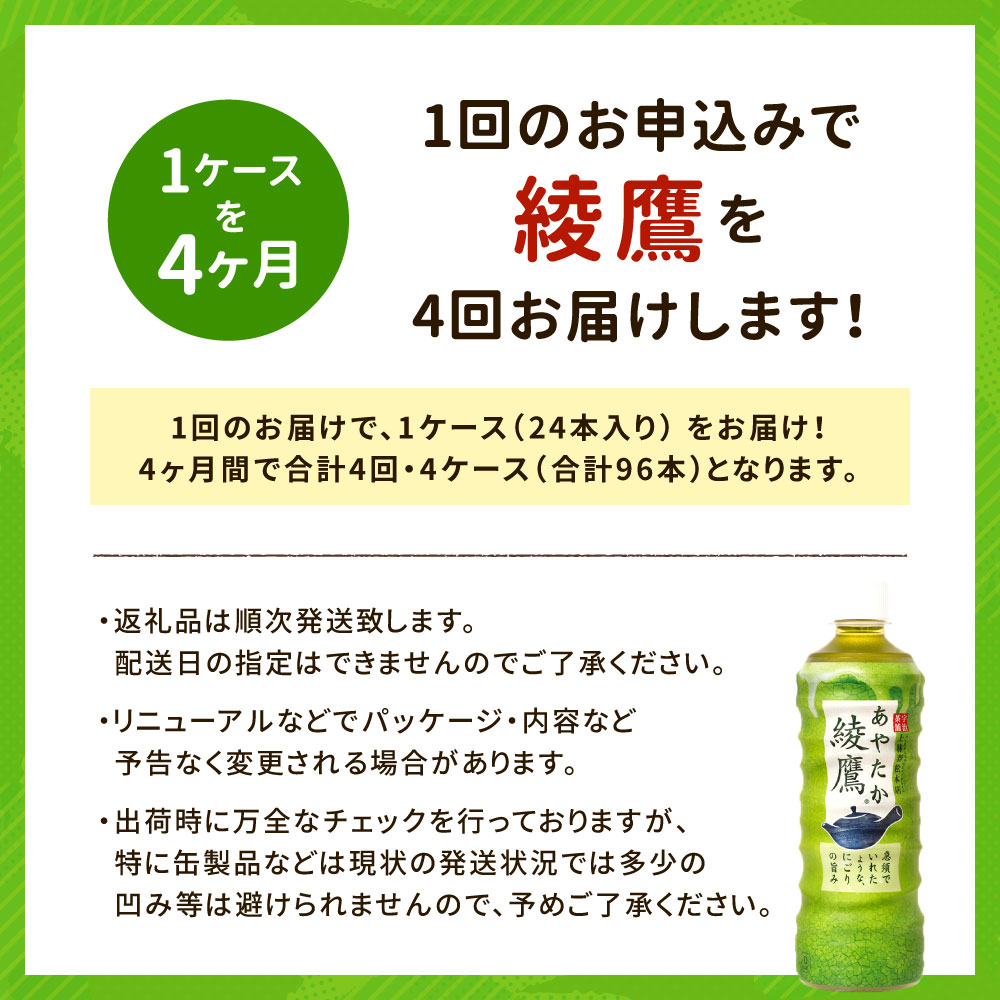 1ケース
を
4ヶ月
1回のお申込みで
綾鷹を
4回お届けします!
1回のお届けで、1ケース(24本入り) をお届け!
4ヶ月間で合計4回・4ケース(合計96本)となります。
・返礼品は順次発送致します。
配送日の指定はできませんのでご了承ください。
・リニューアルなどでパッケージ・内容など
予告なく変更される場合があります。
・出荷時に万全なチェックを行っておりますが、
特に缶製品などは現状の発送状況では多少の
凹み等は避けられませんので、予めご了承ください。
あやたか
綾鷹®
急須で
いれた
ような、
にごり
の旨み